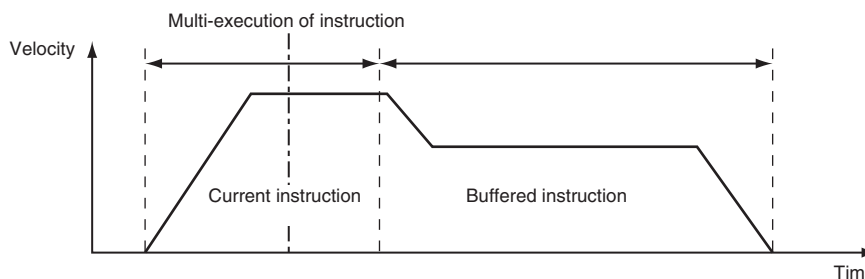 Multi-execution of instruction
Velocity
Current instruction
Buffered instruction
Tim